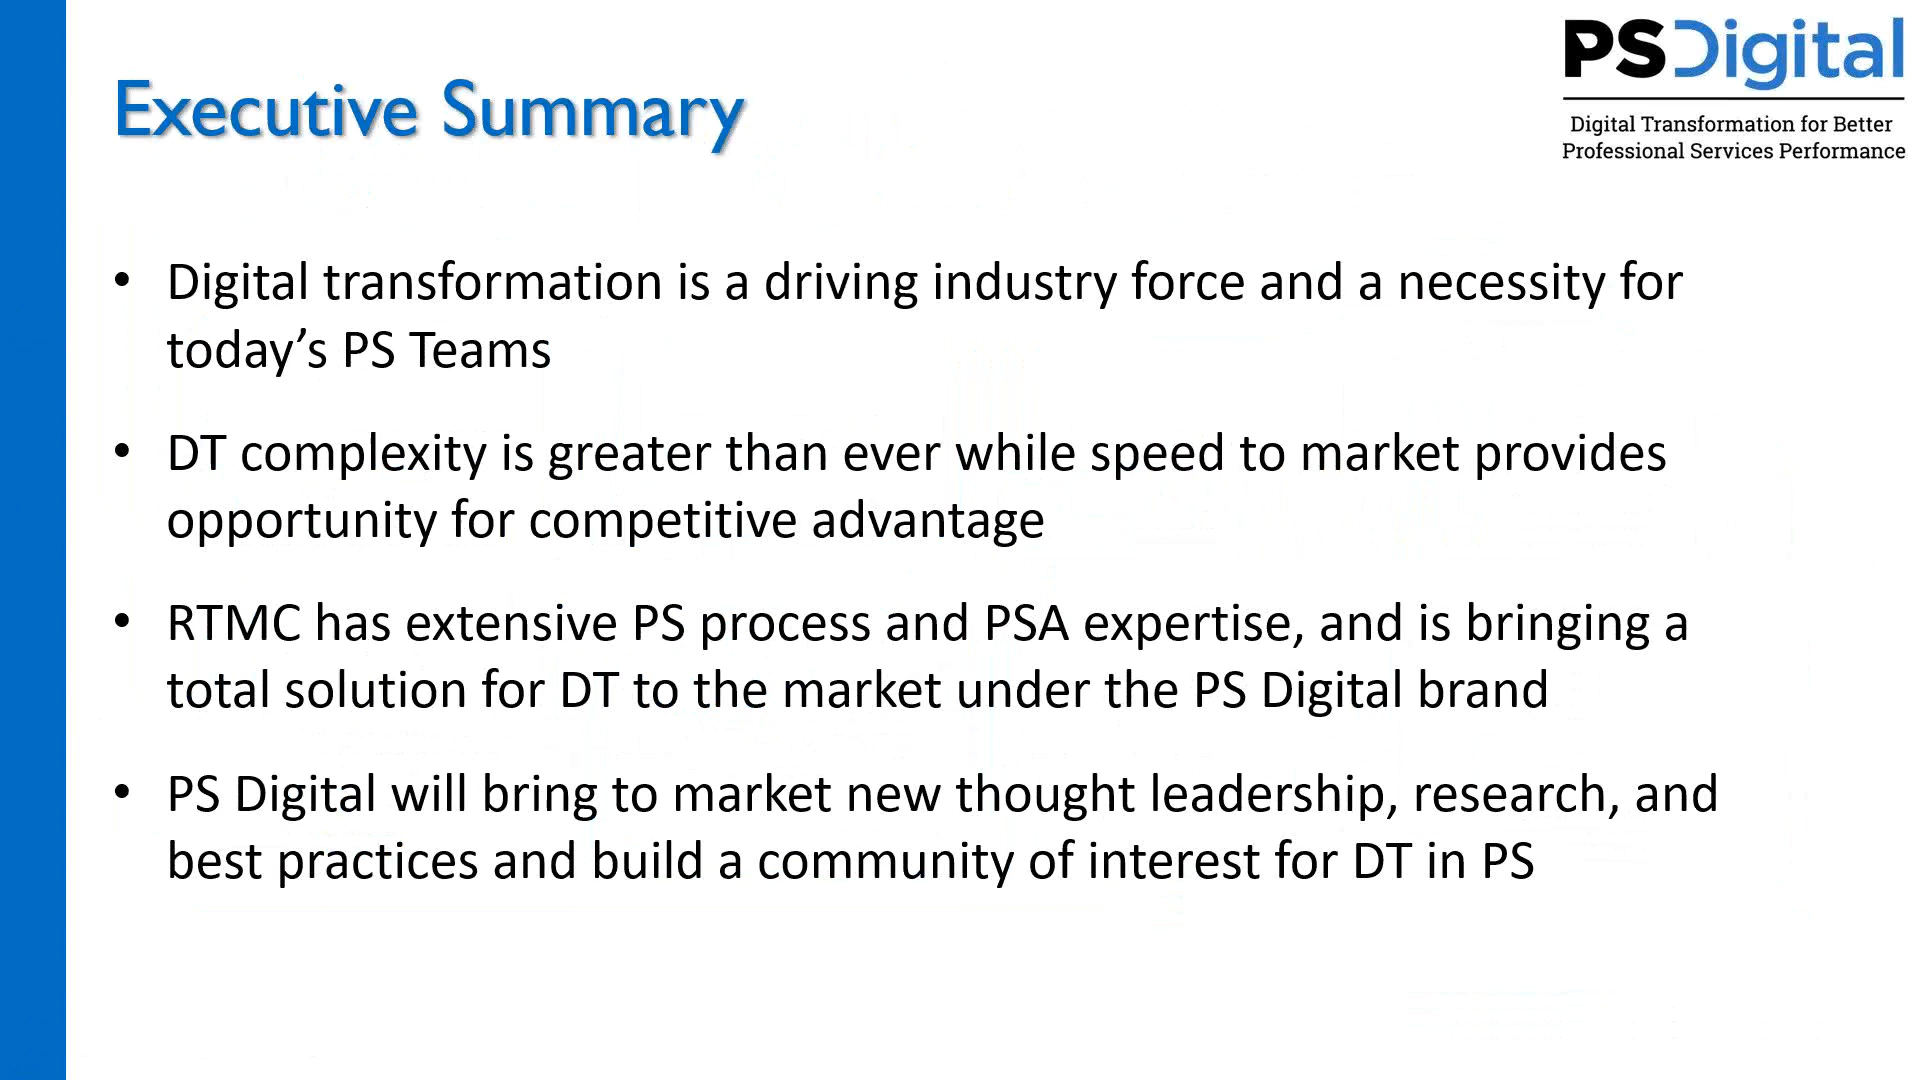 PSDigital
Digital Transformation for Better
Professional Services Performance
Executive Summary
• Digital transformation is a driving industry force and a necessity for
today’s PS Teams
• DT complexity is greater than ever while speed to market provides
opportunity for competitive advantage
• RTMC has extensive PS process and PSA expertise, and is bringing a
total solution for DT to the market under the PS Digital brand
• PS Digital will bring to market new thought leadership, research, and
best practices and build a community of interest for DT in PS